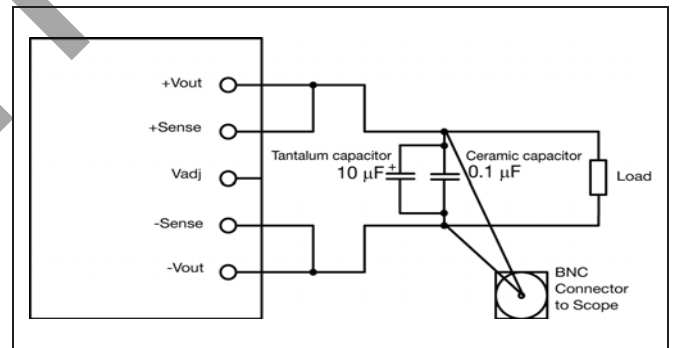 +Vout
+Sense
Vadj
-Sense
-Vout
Tantalum capacitor
10 µF
+
Ceramic capacitor
0.1 µF
Load
BNC
Connector
to Scope